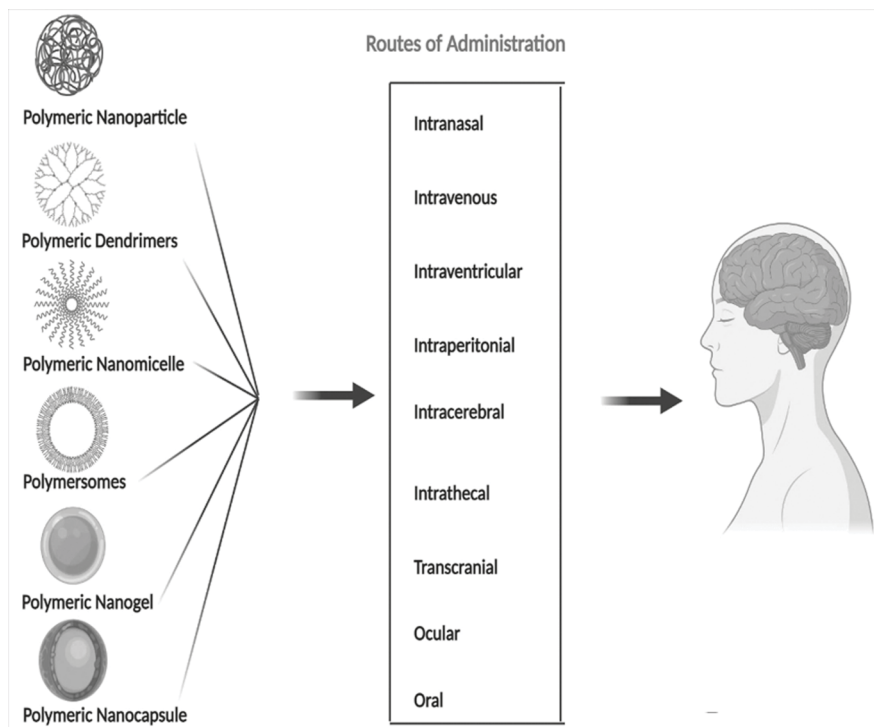 Routes of Administration
Polymeric Nanoparticle
Polymeric Dendrimers
Polymeric Nanomicelle
Polymersomes
Polymeric Nanogel
Polymeric Nanocapsule
Intranasal
Intravenous
Intraventricular
Intraperitonial
Intracerebral
Intrathecal
Transcranial
Ocular
Oral